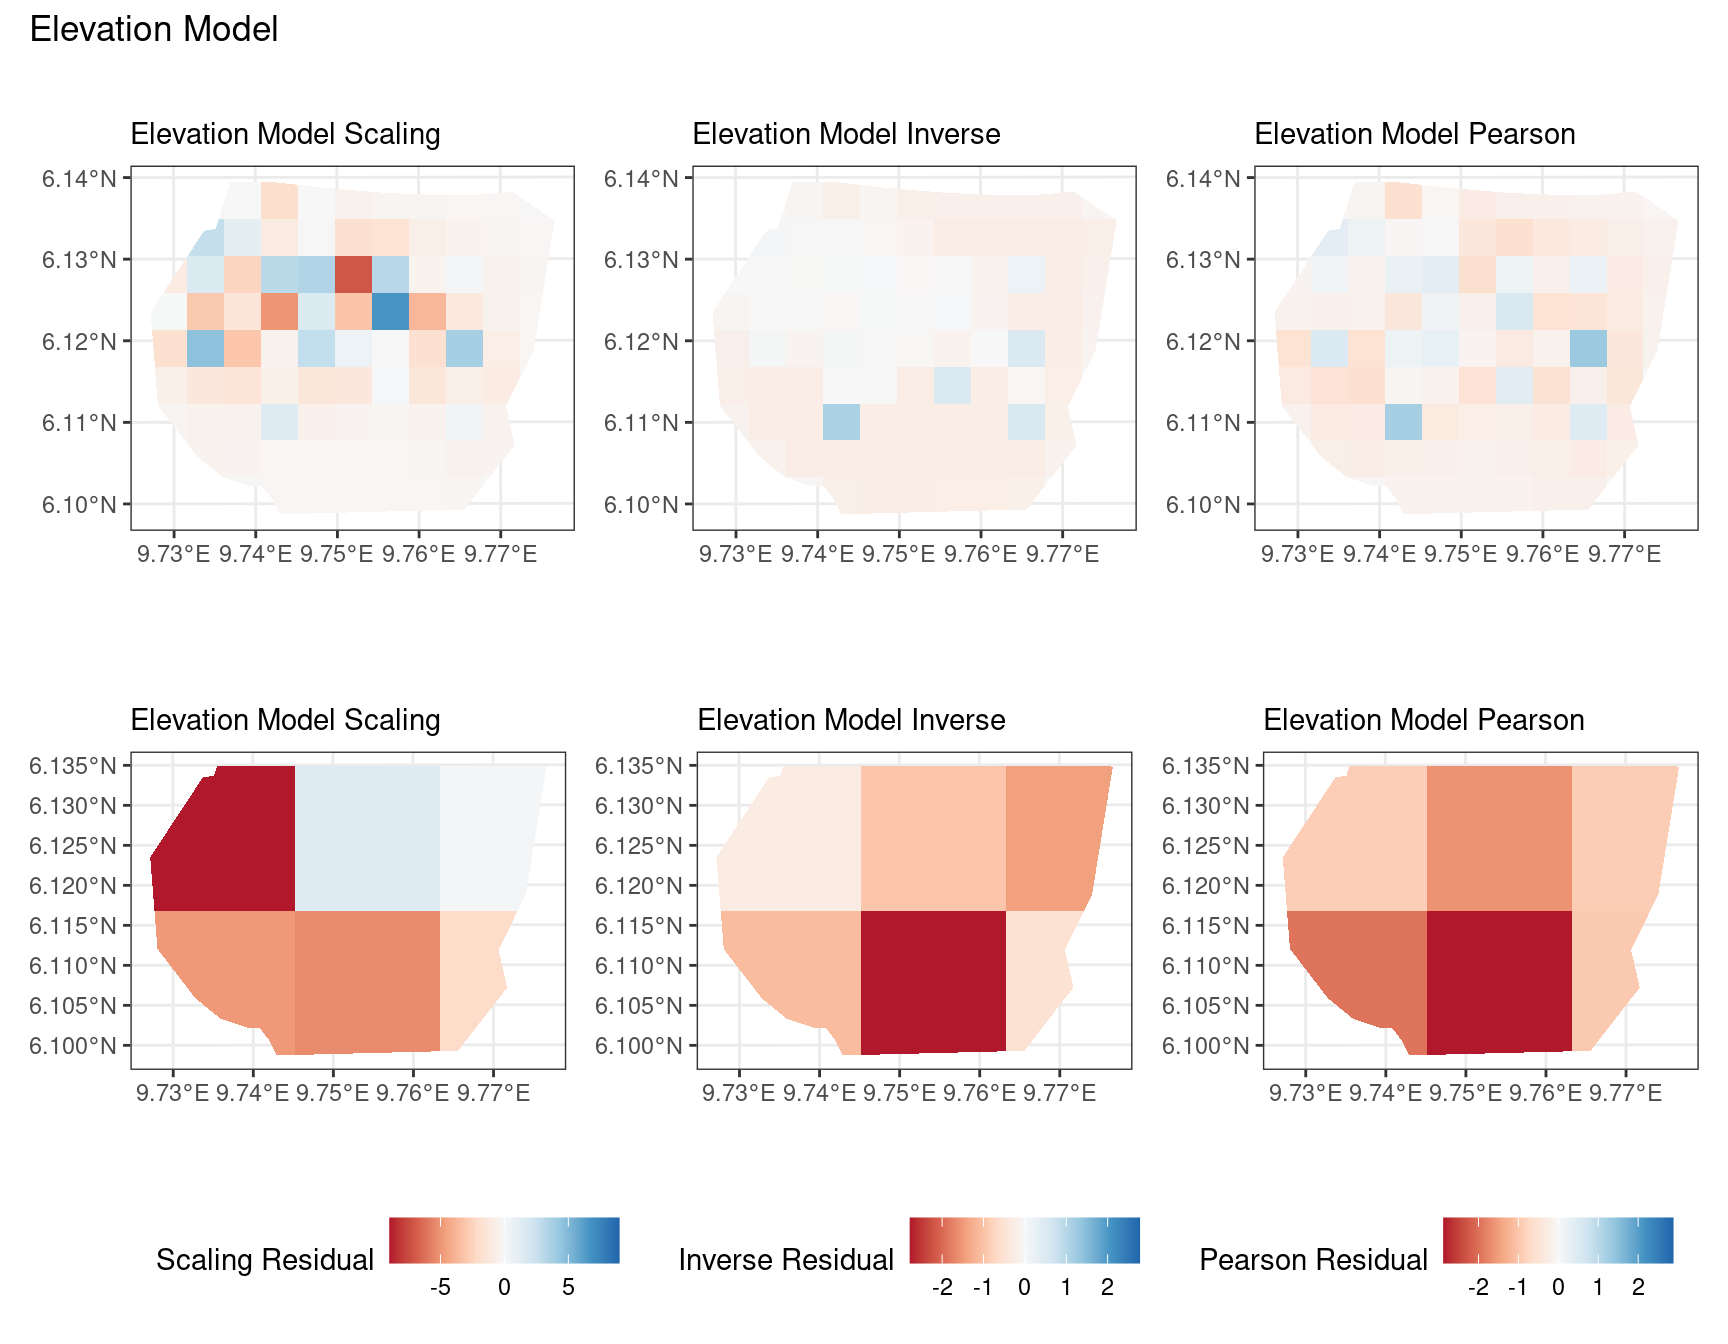 Elevation Model
Elevation Model Scaling
Elevation Model Inverse
Elevation Model Pearson
6.14°N
6.13°N
6.12°N
6.11°N
6.10°N
9.73°E 9.74°E 9.75°E 9.76°E 9.77°E
6.14°N
6.13°N
6.12°N
6.11°N
6.10°N
9.73°E 9.74°E 9.75°E 9.76°E 9.77°E
6.14°N
6.13°N
6.12°N
6.11°N
6.10°N
9.73°E 9.74°E 9.75°E 9.76°E 9.77°E
Elevation Model Scaling
Elevation Model Inverse
Elevation Model Pearson
6.135°N
6.130°N
6.125°N
6.120°N
6.115°N
6.110°N
6.105°N
6.100°N
9.73°E 9.74°E 9.75°E 9.76°E 9.77°E
6.135°N
6.130°N
6.125°N
6.120°N
6.115°N
6.110°N
6.105°N
6.100°N
9.73°E 9.74°E 9.75°E 9.76°E 9.77°E
6.135°N
6.130°N
6.125°N
6.120°N
6.115°N
6.110°N
6.105°N
6.100°N
9.73°E 9.74°E 9.75°E 9.76°E 9.77°E
Scaling Residual
-5 0 5
Inverse Residual
-2 -1 0 1 2
Pearson Residual
-2 -1 0 1 2